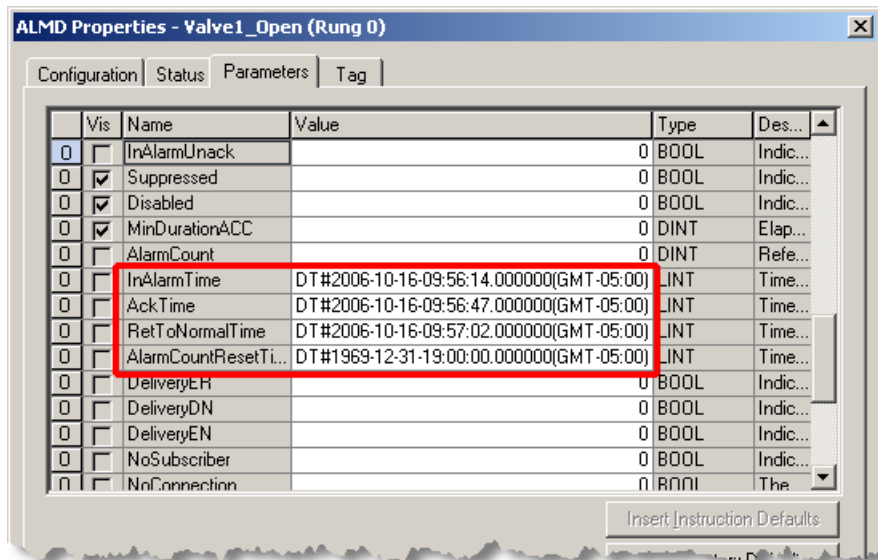 ALMD Properties - Valve1_Open (Rung 0)
Configuration Status Parameters Tag
Vis Name Value Type Des...
0 InAlarmUnack 0 BOOL Indic...
0 Suppressed 0 BOOL Indic...
0 Disabled 0 BOOL Indic...
0 MinDurationACC 0 DINT Elap...
0 AlarmCount 0 DINT Refe...
0 InAlarmTime DT#2006-10-16-09:56:14.000000(GMT-05:00) LINT Time...
0 AckTime DT#2006-10-16-09:56:47.000000(GMT-05:00) LINT Time...
0 RetToNormalTime DT#2006-10-16-09:57:02.000000(GMT-05:00) LINT Time...
0 AlarmCountResetTi... DT#1969-12-31-19:00:00.000000(GMT-05:00) LINT Time...
0 DeliveryER 0 BOOL Indic...
0 DeliveryDN 0 BOOL Indic...
0 DeliveryEN 0 BOOL Indic...
0 NoSubscriber 0 BOOL Indic...
0 NoConnection 0 BOOL The
Insert Instruction Defaults